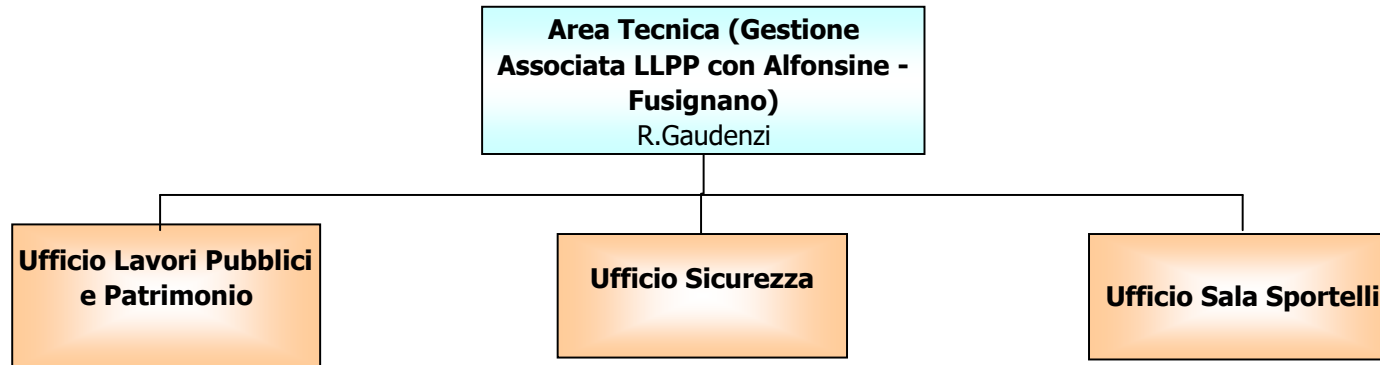 Area Tecnica (Gestione
Associata LLPP con Alfonsine -
Fusignano)
R.Gaudenzi
Ufficio Lavori Pubblici
e Patrimonio
Ufficio Sicurezza
Ufficio Sala Sportelli